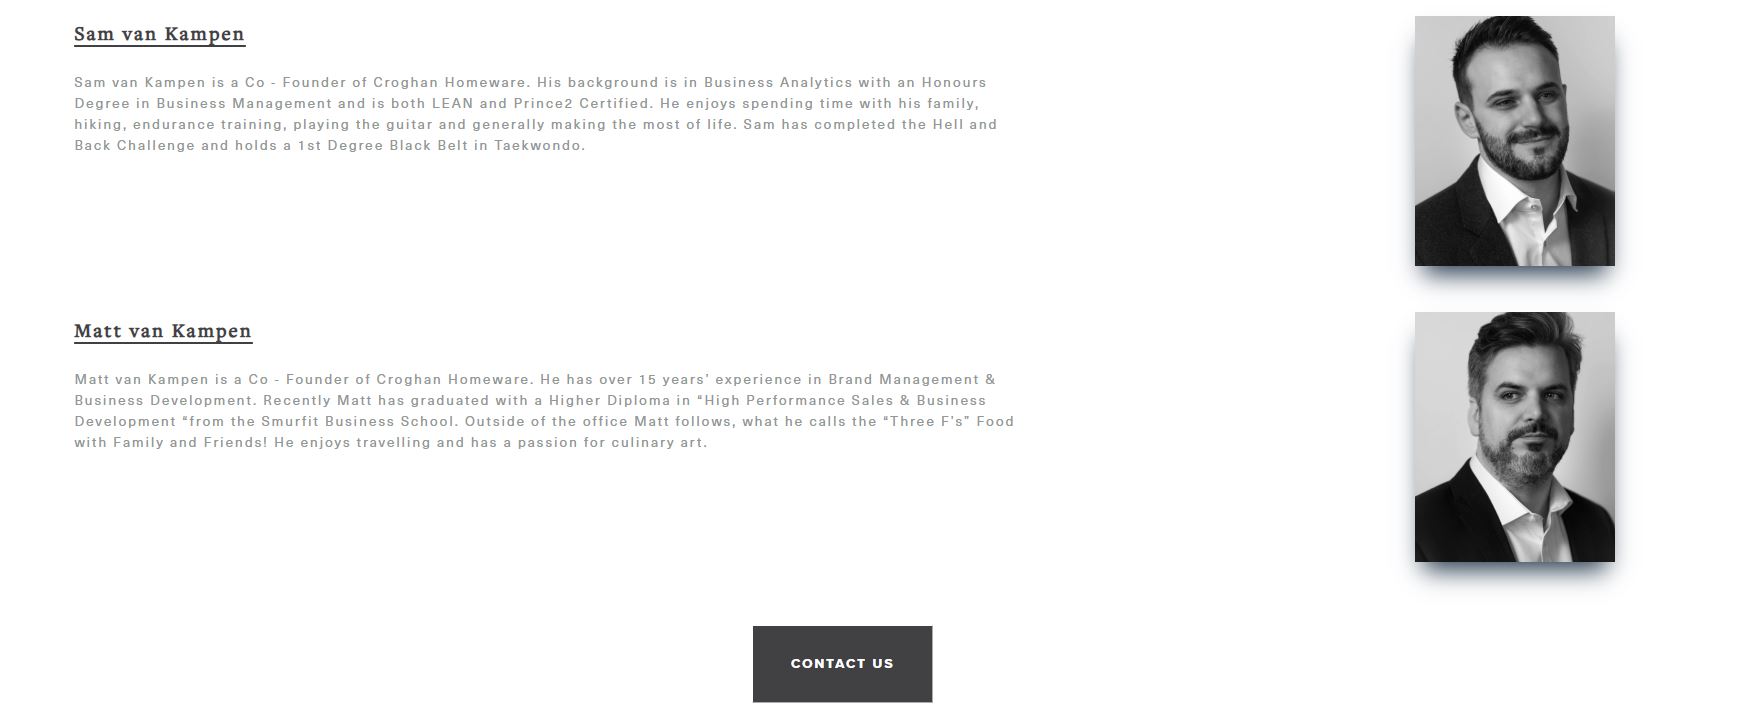 Sam van Kampen
Sam van Kampen is a Co - Founder of Croghan Homeware. His background is in Business Analytics with an Honours
Degree in Business Management and is both LEAN and Prince2 Certified. He enjoys spending time with his family,
hiking, endurance training, playing the guitar and generally making the most of life. Sam has completed the Hell and
Back Challenge and holds a 1st Degree Black Belt in Taekwondo.
Matt van Kampen
Matt van Kampen is a Co - Founder of Croghan Homeware. He has over 15 years’ experience in Brand Management &
Business Development. Recently Matt has graduated with a Higher Diploma in “High Performance Sales & Business
Development “from the Smurfit Business School. Outside of the office Matt follows, what he calls the “Three F’s” Food
with Family and Friends! He enjoys travelling and has a passion for culinary art.
CONTACT US